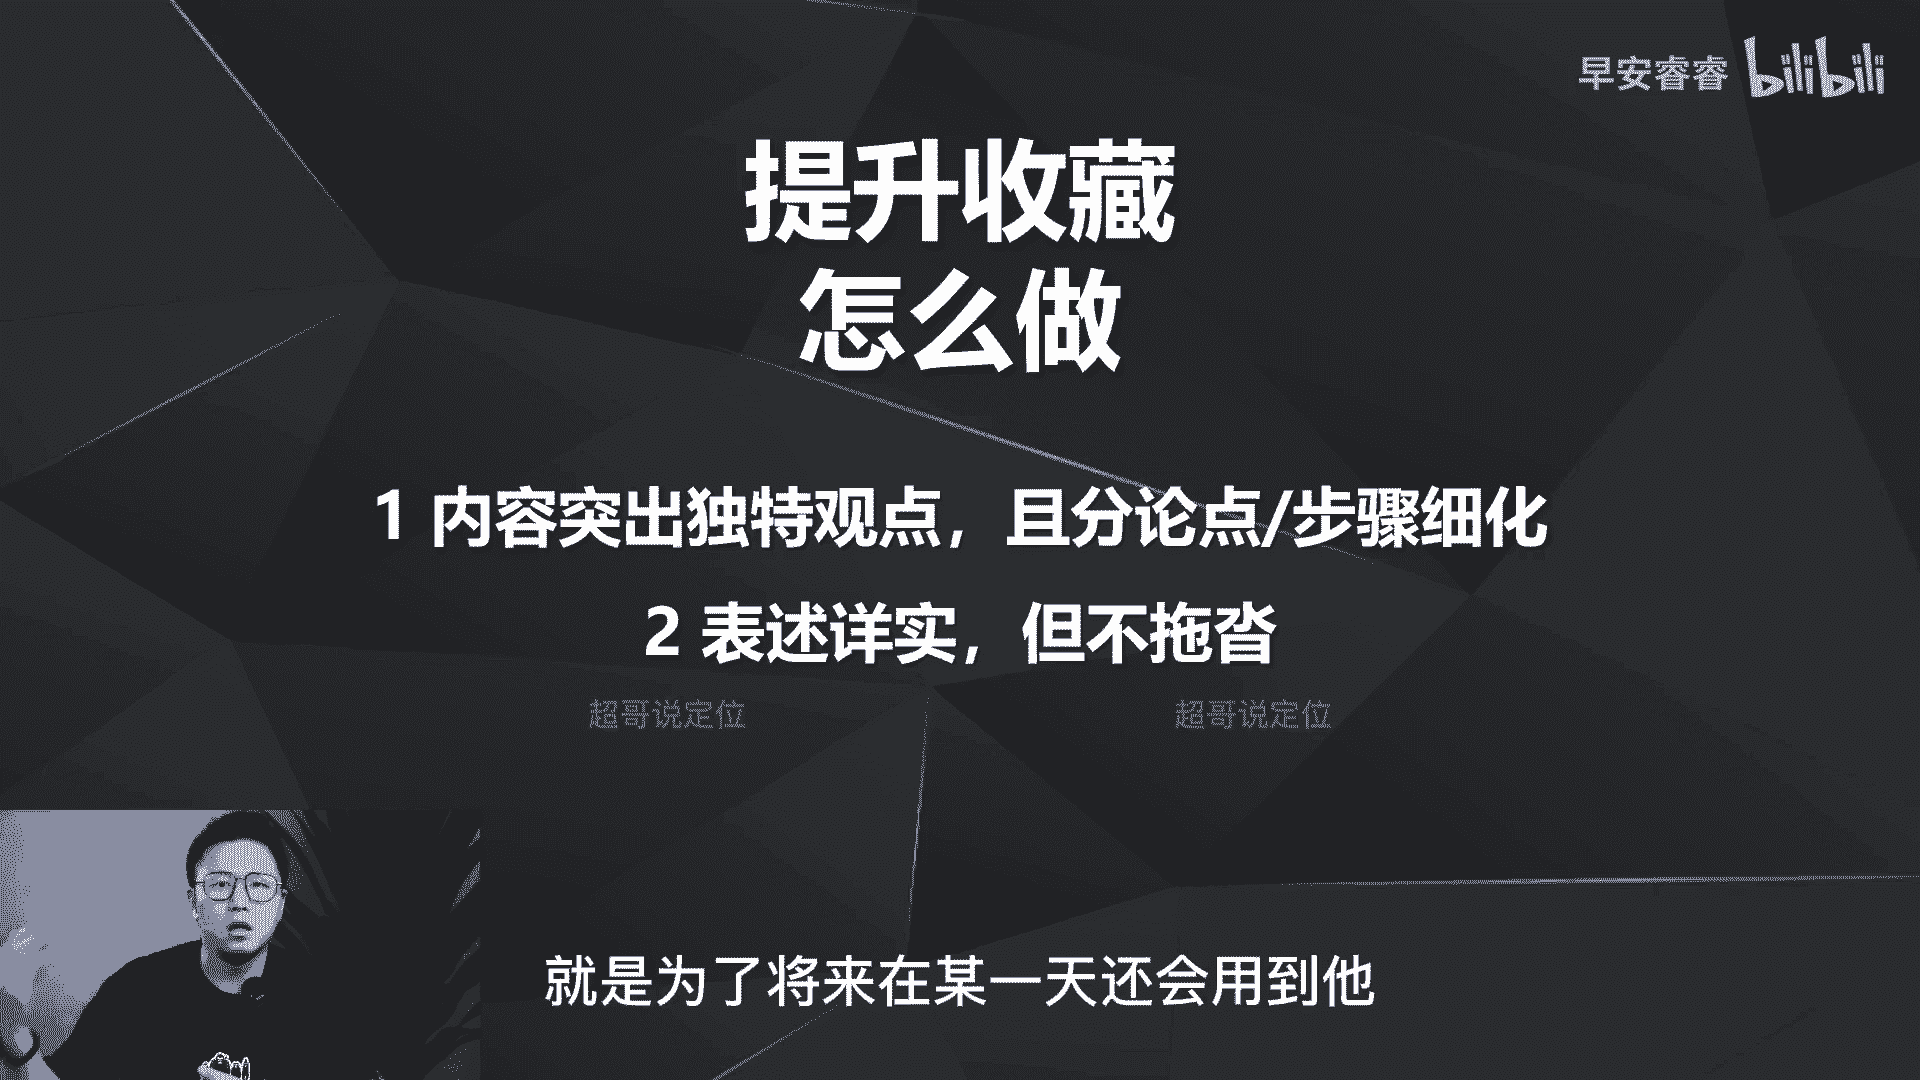 早安睿睿 bilibili
提升收藏
怎么做
1 内容突出独特观点，且分论点/步骤细化
2 表述详实，但不拖沓
超哥说定位 超哥说定位
就是为了将来在某一天还会用到他